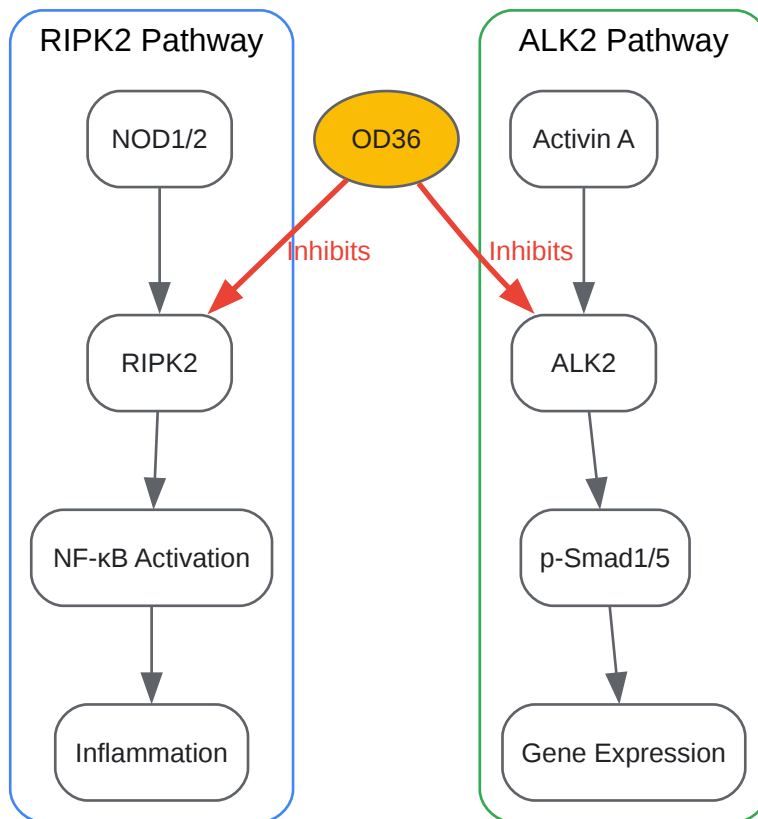 RIPK2 Pathway
ALK2 Pathway
NOD1/2
OD36
Activin A
Inhibits
Inhibits
RIPK2
ALK2
NF-κB Activation
p-Smad1/5
Inflammation
Gene Expression